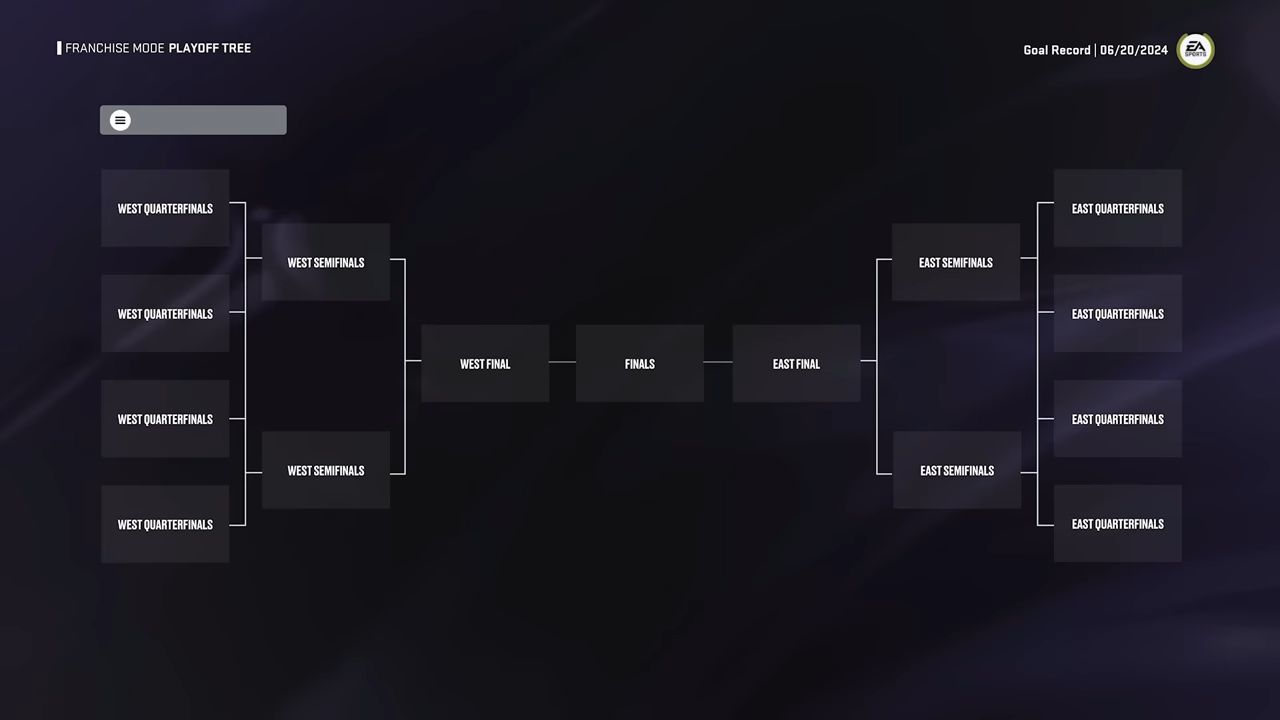 FRANCHISE MODE PLAYOFF TREE
Goal Record | 06/20/2024
EA
SPORTS
WEST QUARTERFINALS
WEST QUARTERFINALS
WEST QUARTERFINALS
WEST QUARTERFINALS
WEST SEMIFINALS
WEST SEMIFINALS
WEST FINAL
FINALS
EAST FINAL
EAST SEMIFINALS
EAST SEMIFINALS
EAST QUARTERFINALS
EAST QUARTERFINALS
EAST QUARTERFINALS
EAST QUARTERFINALS